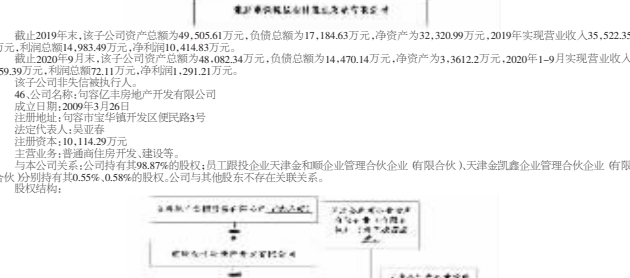 截止2019年末，该子公司资产总额为49,505.61万元，负债总额为17,184.63万元，净资产为32,320.99万元，2019年实现营业收入35,522.35
万元，利润总额14,983.49万元，净利润10,414.83万元。
截止2020年9月末，该子公司资产总额为48,082.34万元，负债总额为14,470.14万元，净资产为3,3612.2万元，2020年1-9月实现营业收入
59.39万元，利润总额72.11万元，净利润1,291.21万元。
该子公司非失信被执行人。
46、公司名称：句容亿丰房地产开发有限公司
成立日期：2009年3月26日
注册地址：句容市宝华镇开发区便民路3号
法定代表人：吴亚春
注册资本：10,114.29万元
主营业务：普通商住房开发、建设等。
与本公司关系：公司持有其98.87%的股权；员工跟投企业天津金和顺企业管理合伙企业（有限合伙）、天津金凯鑫企业管理合伙企业（有限
合伙）分别持有其0.55%、0.58%的股权。公司与其他股东不存在关联关系。
股权结构：